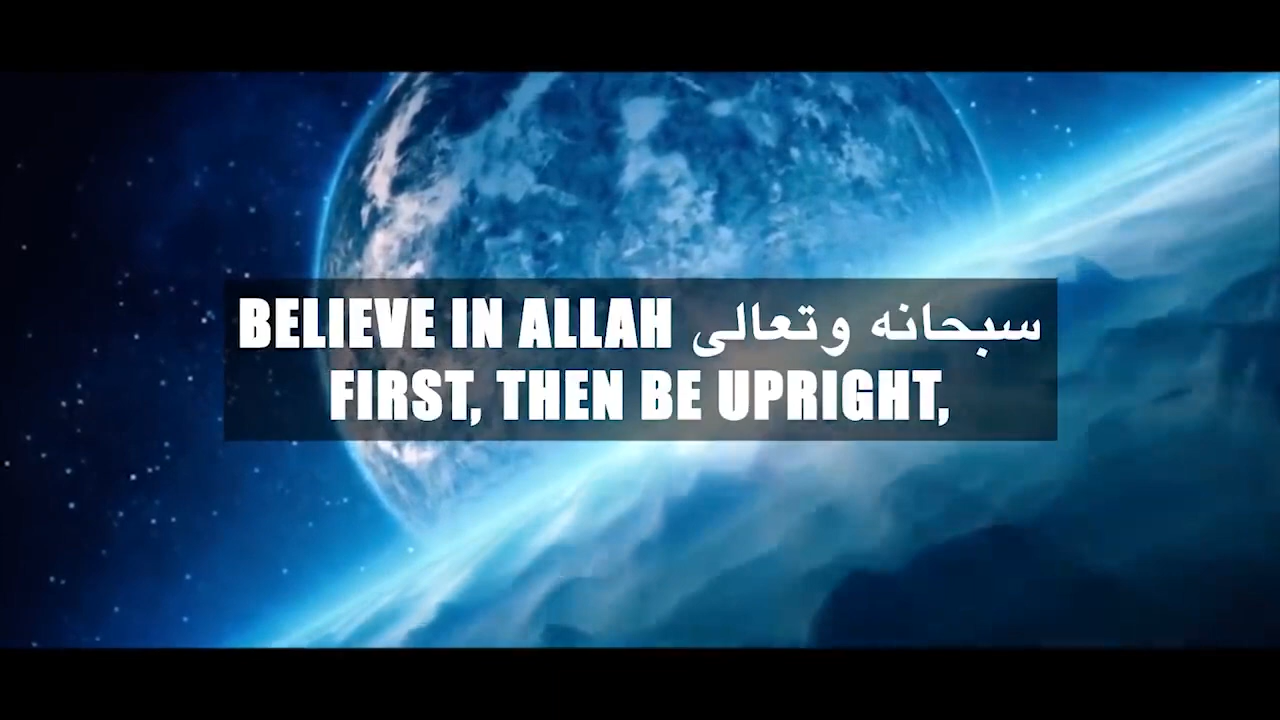 BELIEVE IN ALLAH سبحانه وتعالى
FIRST, THEN BE UPRIGHT,